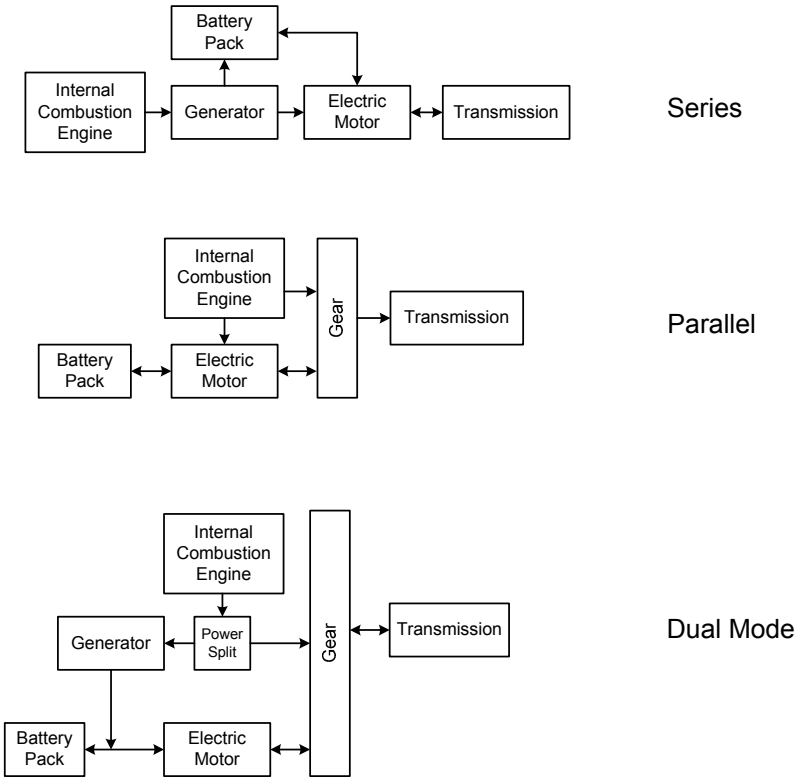 Battery
Pack
Internal
Combustion
Engine
Generator
Electric
Motor
Transmission
Series
Internal
Combustion
Engine
Gear
Transmission
Parallel
Battery
Pack
Electric
Motor
Internal
Combustion
Engine
Generator
Power
Split
Gear
Transmission
Dual Mode
Battery
Pack
Electric
Motor